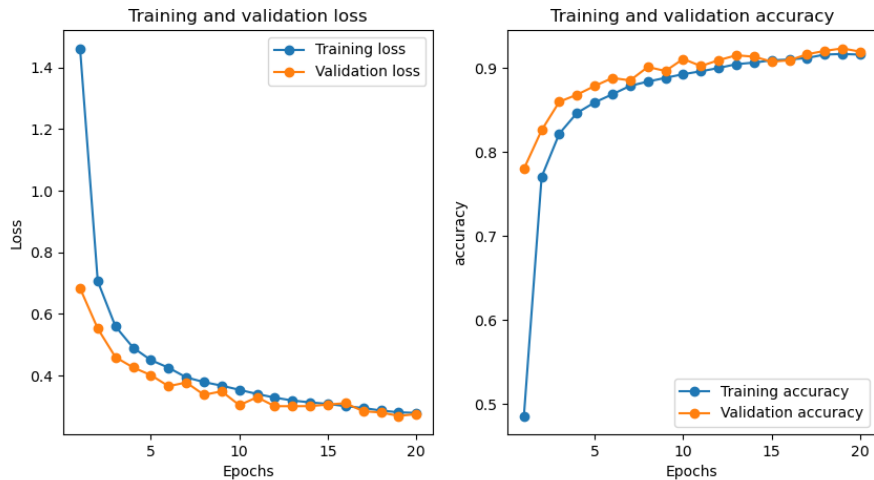 Training and validation loss
1.4
1.2
1.0
0.8
0.6
0.4
Loss
Training loss
Validation loss
5
10
15
20
Epochs
Training and validation accuracy
0.9
0.8
0.7
0.6
0.5
accuracy
Training accuracy
Validation accuracy
5
10
15
20
Epochs